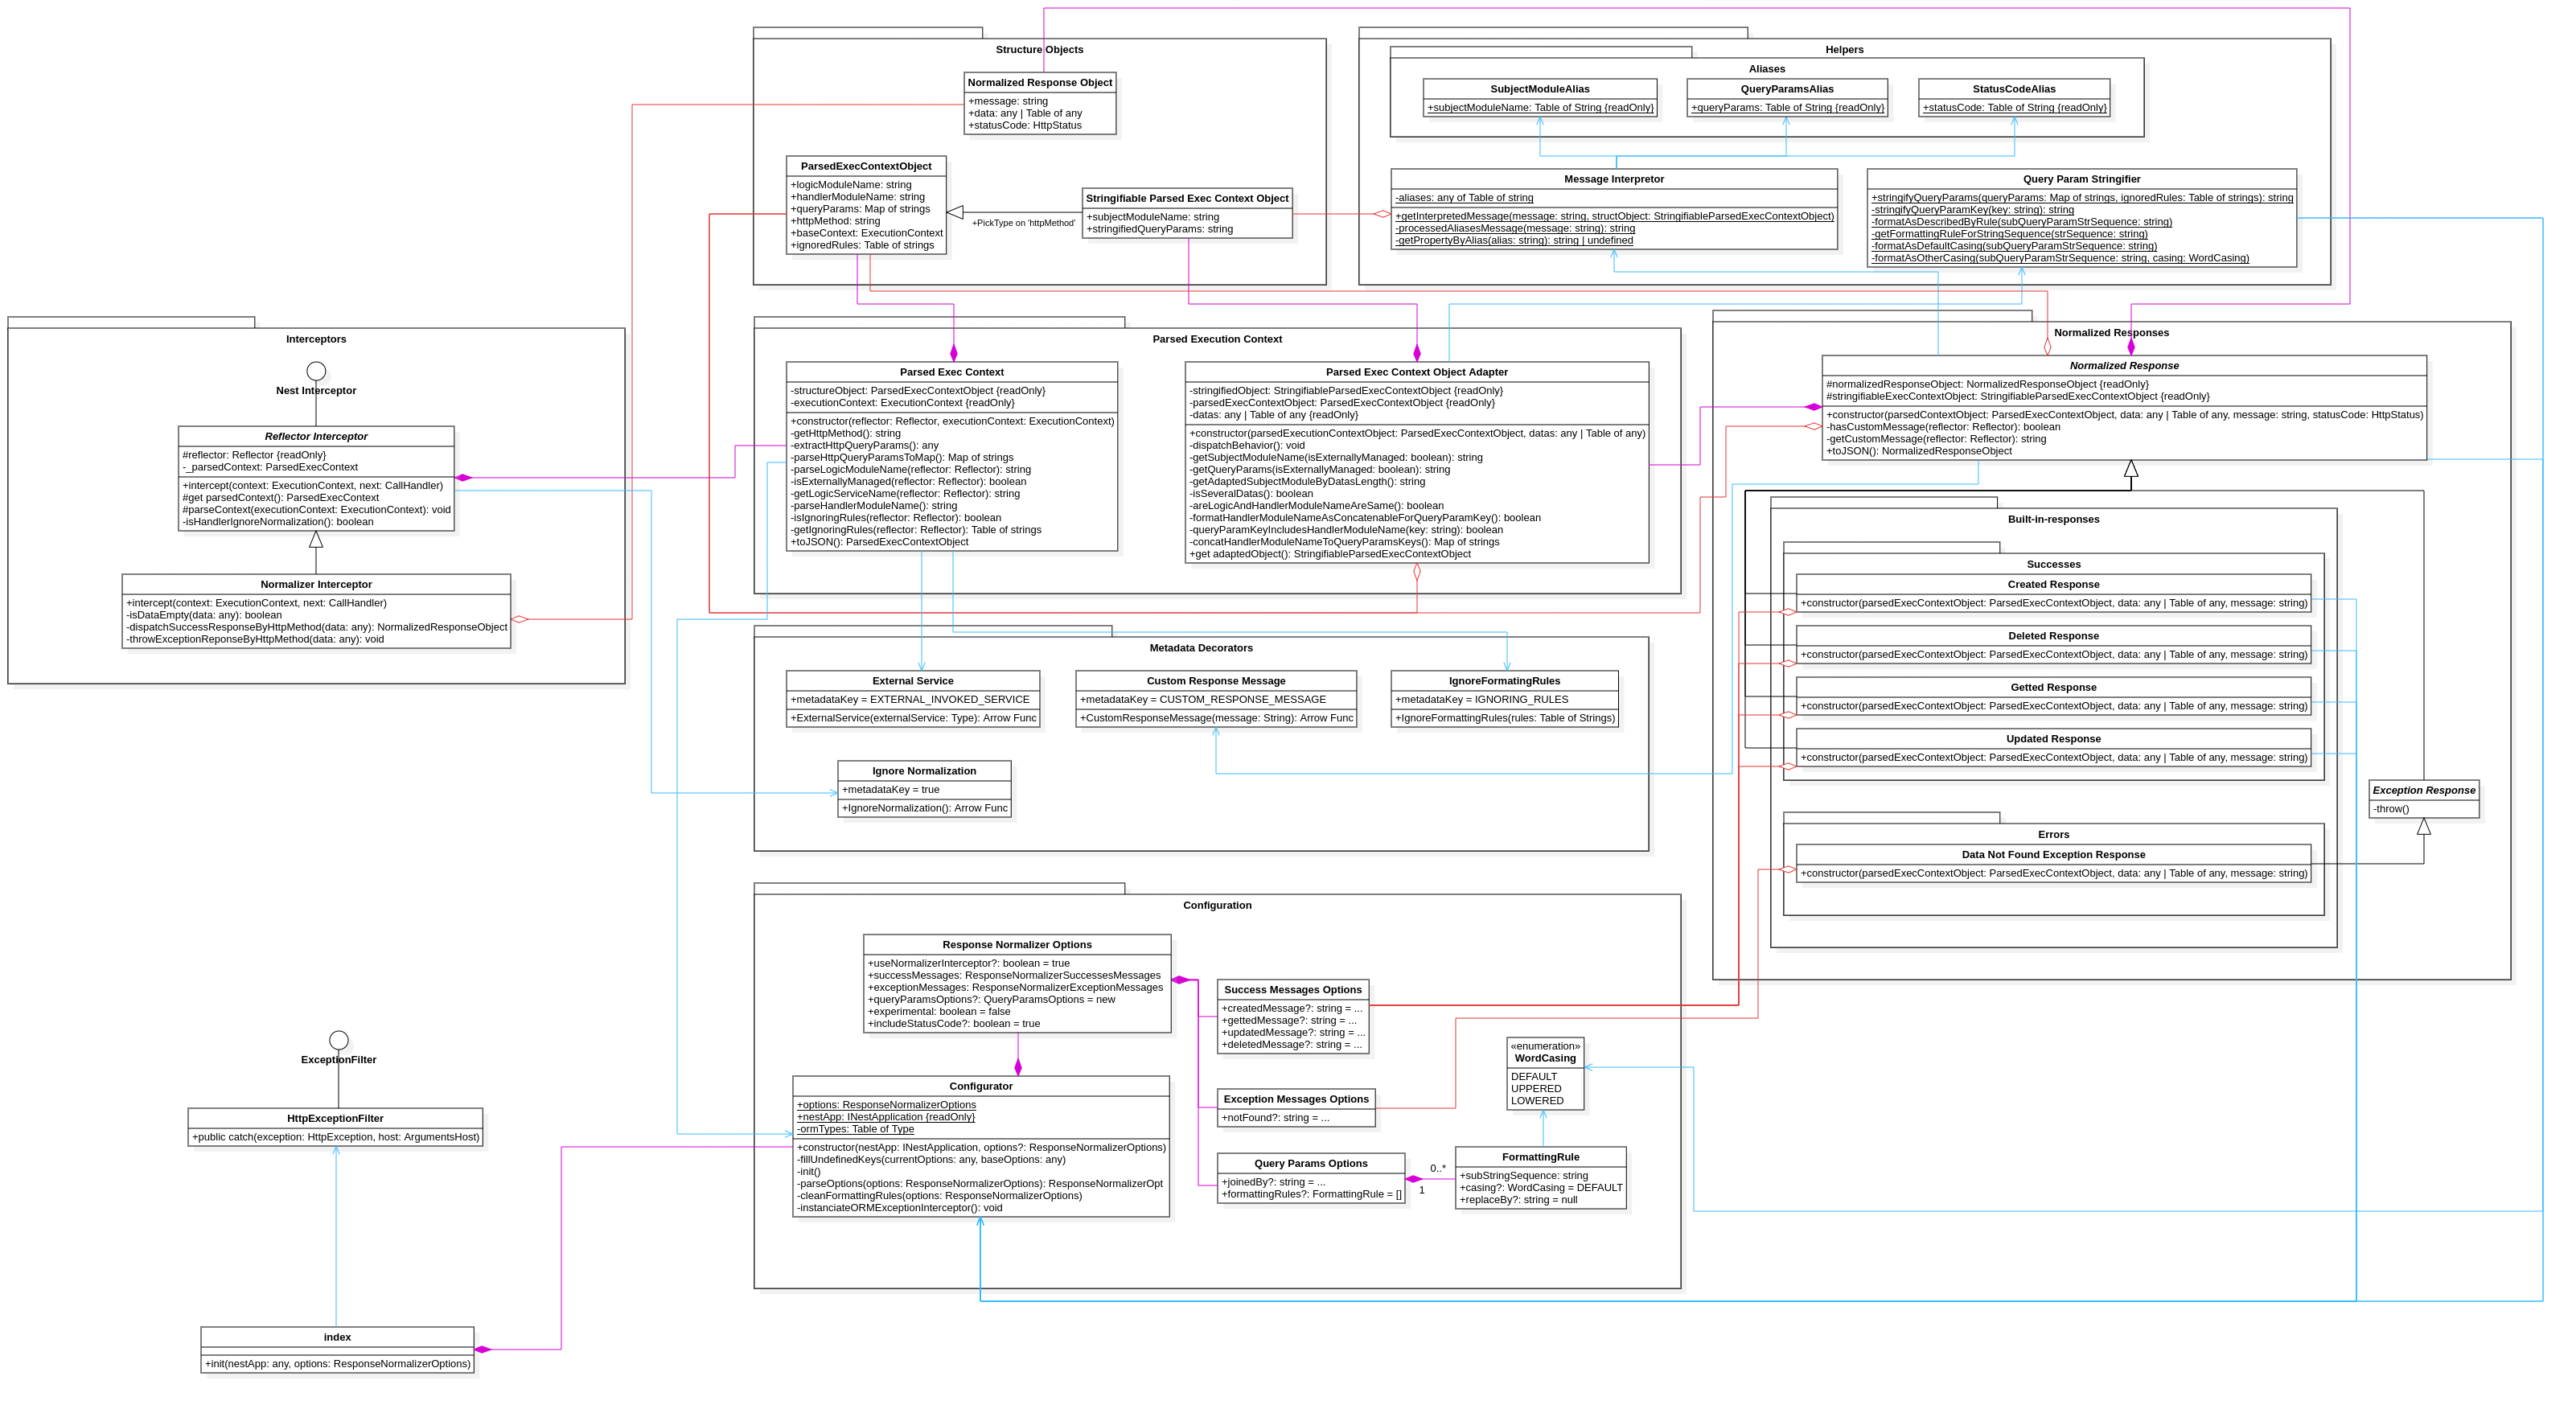 Structure Objects
Normalized Response Object
+message: string
+data: any | Table of any
+statusCode: HttpStatus
ParsedExecContextObject
+logicModuleName: string
+handlerModuleName: string
+queryParams: Map of strings
+httpMethod: string
+baseContext: ExecutionContext
+ignoredRules: Table of strings
+PickType on 'httpMethod'
Stringifiable Parsed Exec Context Object
+subjectModuleName: string
+stringifiedQueryParams: string
Helpers
Aliases
SubjectModuleAlias
+subjectModuleName: Table of String {readOnly}
QueryParamsAlias
+queryParams: Table of String {readOnly}
StatusCodeAlias
+statusCode: Table of String {readOnly}
Message Interpretor
-aliases: any of Table of string
+getInterpretedMessage(message: string, structObject: StringifiableParsedExecContextObject)
-processedAliasesMessage(message: string): string
-getPropertyByAlias(alias: string): string | undefined
Query Param Stringifier
+stringifyQueryParams(queryParams: Map of strings, ignoredRules: Table of strings): string
-stringifyQueryParamKey(key: string): string
-formatAsDescribedByRule(subQueryParamStrSequence: string)
-getFormattingRuleForStringSequence(strSequence: string)
-formatAsDefaultCasing(subQueryParamStrSequence: string)
-formatAsOtherCasing(subQueryParamStrSequence: string, casing: WordCasing)
Interceptors
Nest Interceptor
Reflector Interceptor
#reflector: Reflector {readOnly}
-_parsedContext: ParsedExecContext
+intercept(context: ExecutionContext, next: CallHandler)
#get parsedContext(): ParsedExecContext
#parseContext(executionContext: ExecutionContext): void
-isHandlerIgnoreNormalization(): boolean
Normalizer Interceptor
+intercept(context: ExecutionContext, next: CallHandler)
-isDataEmpty(data: any): boolean
-dispatchSuccessResponseByHttpMethod(data: any): NormalizedResponseObject
-throwExceptionReponseByHttpMethod(data: any): void
Parsed Execution Context
Parsed Exec Context
-structureObject: ParsedExecContextObject {readOnly}
-executionContext: ExecutionContext {readOnly}
+constructor(reflector: Reflector, executionContext: ExecutionContext)
-getHttpMethod(): string
-extractHttpQueryParams(): any
-parseHttpQueryParamsToMap(): Map of strings
-parseLogicModuleName(reflector: Reflector): string
-isExternallyManaged(reflector: Reflector): boolean
-getLogicServiceName(reflector: Reflector): string
-parseHandlerModuleName(): string
-isIgnoringRules(reflector: Reflector): boolean
-getIgnoringRules(reflector: Reflector): Table of strings
+toJSON(): ParsedExecContextObject
Parsed Exec Context Object Adapter
-stringifiedObject: StringifiableParsedExecContextObject {readOnly}
-parsedExecContextObject: ParsedExecContextObject {readOnly}
-datas: any | Table of any {readOnly}
+constructor(parsedExecutionContextObject: ParsedExecContextObject, datas: any | Table of any)
-dispatchBehavior(): void
-getSubjectModuleName(isExternallyManaged: boolean): string
-getQueryParams(isExternallyManaged: boolean): string
-getAdaptedSubjectModuleByDatasLength(): string
-isSeveralDatas(): boolean
-areLogicAndHandlerModuleNameAreSame(): boolean
-formatHandlerModuleNameAsConcatenableForQueryParamKey(): boolean
-queryParamKeyIncludesHandlerModuleName(key: string): boolean
-concatHandlerModuleNameToQueryParamsKeys(): Map of strings
+get adaptedObject(): StringifiableParsedExecContextObject
Normalized Responses
Normalized Response
#normalizedResponseObject: NormalizedResponseObject {readOnly}
#stringifiableExecContextObject: StringifiableParsedExecContextObject {readOnly}
+constructor(parsedContextObject: ParsedExecContextObject, data: any | Table of any, message: string, statusCode: HttpStatus)
-hasCustomMessage(reflector: Reflector): boolean
-getCustomMessage(reflector: Reflector): string
+toJSON(): NormalizedResponseObject
Built-in-responses
Successes
Created Response
+constructor(parsedExecContextObject: ParsedExecContextObject, data: any | Table of any, message: string)
Deleted Response
+constructor(parsedExecContextObject: ParsedExecContextObject, data: any | Table of any, message: string)
Getted Response
+constructor(parsedExecContextObject: ParsedExecContextObject, data: any | Table of any, message: string)
Updated Response
+constructor(parsedExecContextObject: ParsedExecContextObject, data: any | Table of any, message: string)
Exception Response
-throw()
Errors
Data Not Found Exception Response
+constructor(parsedExecContextObject: ParsedExecContextObject, data: any | Table of any, message: string)
Metadata Decorators
External Service
+metadataKey = EXTERNAL_INVOKED_SERVICE
+ExternalService(externalService: Type): Arrow Func
Custom Response Message
+metadataKey = CUSTOM_RESPONSE_MESSAGE
+CustomResponseMessage(message: String): Arrow Func
IgnoreFormatingRules
+metadataKey = IGNORING_RULES
+IgnoreFormattingRules(rules: Table of Strings)
Ignore Normalization
+metadataKey = true
+IgnoreNormalization(): Arrow Func
Configuration
Response Normalizer Options
+useNormalizerInterceptor?: boolean = true
+successMessages: ResponseNormalizerSuccessesMessages
+exceptionMessages: ResponseNormalizerExceptionMessages
+queryParamsOptions?: QueryParamsOptions = new
+experimental: boolean = false
+includeStatusCode?: boolean = true
Success Messages Options
+createdMessage?: string = ...
+gettedMessage?: string = ...
+updatedMessage?: string = ...
+deletedMessage?: string = ...
«enumeration»
WordCasing
DEFAULT
UPPERED
LOWERED
Configurator
+options: ResponseNormalizerOptions
+nestApp: INestApplication {readOnly}
-ormTypes: Table of Type
+constructor(nestApp: INestApplication, options?: ResponseNormalizerOptions)
-fillUndefinedKeys(currentOptions: any, baseOptions: any)
-init()
-parseOptions(options: ResponseNormalizerOptions): ResponseNormalizerOpt
-cleanFormattingRules(options: ResponseNormalizerOptions)
-instanciateORMExceptionInterceptor(): void
Exception Messages Options
+notFound?: string = ...
Query Params Options
+joinedBy?: string = ...
+formattingRules?: FormattingRule = []
0..*
1
FormattingRule
+subStringSequence: string
+casing?: WordCasing = DEFAULT
+replaceBy?: string = null
ExceptionFilter
HttpExceptionFilter
+public catch(exception: HttpException, host: ArgumentsHost)
index
+init(nestApp: any, options: ResponseNormalizerOptions)